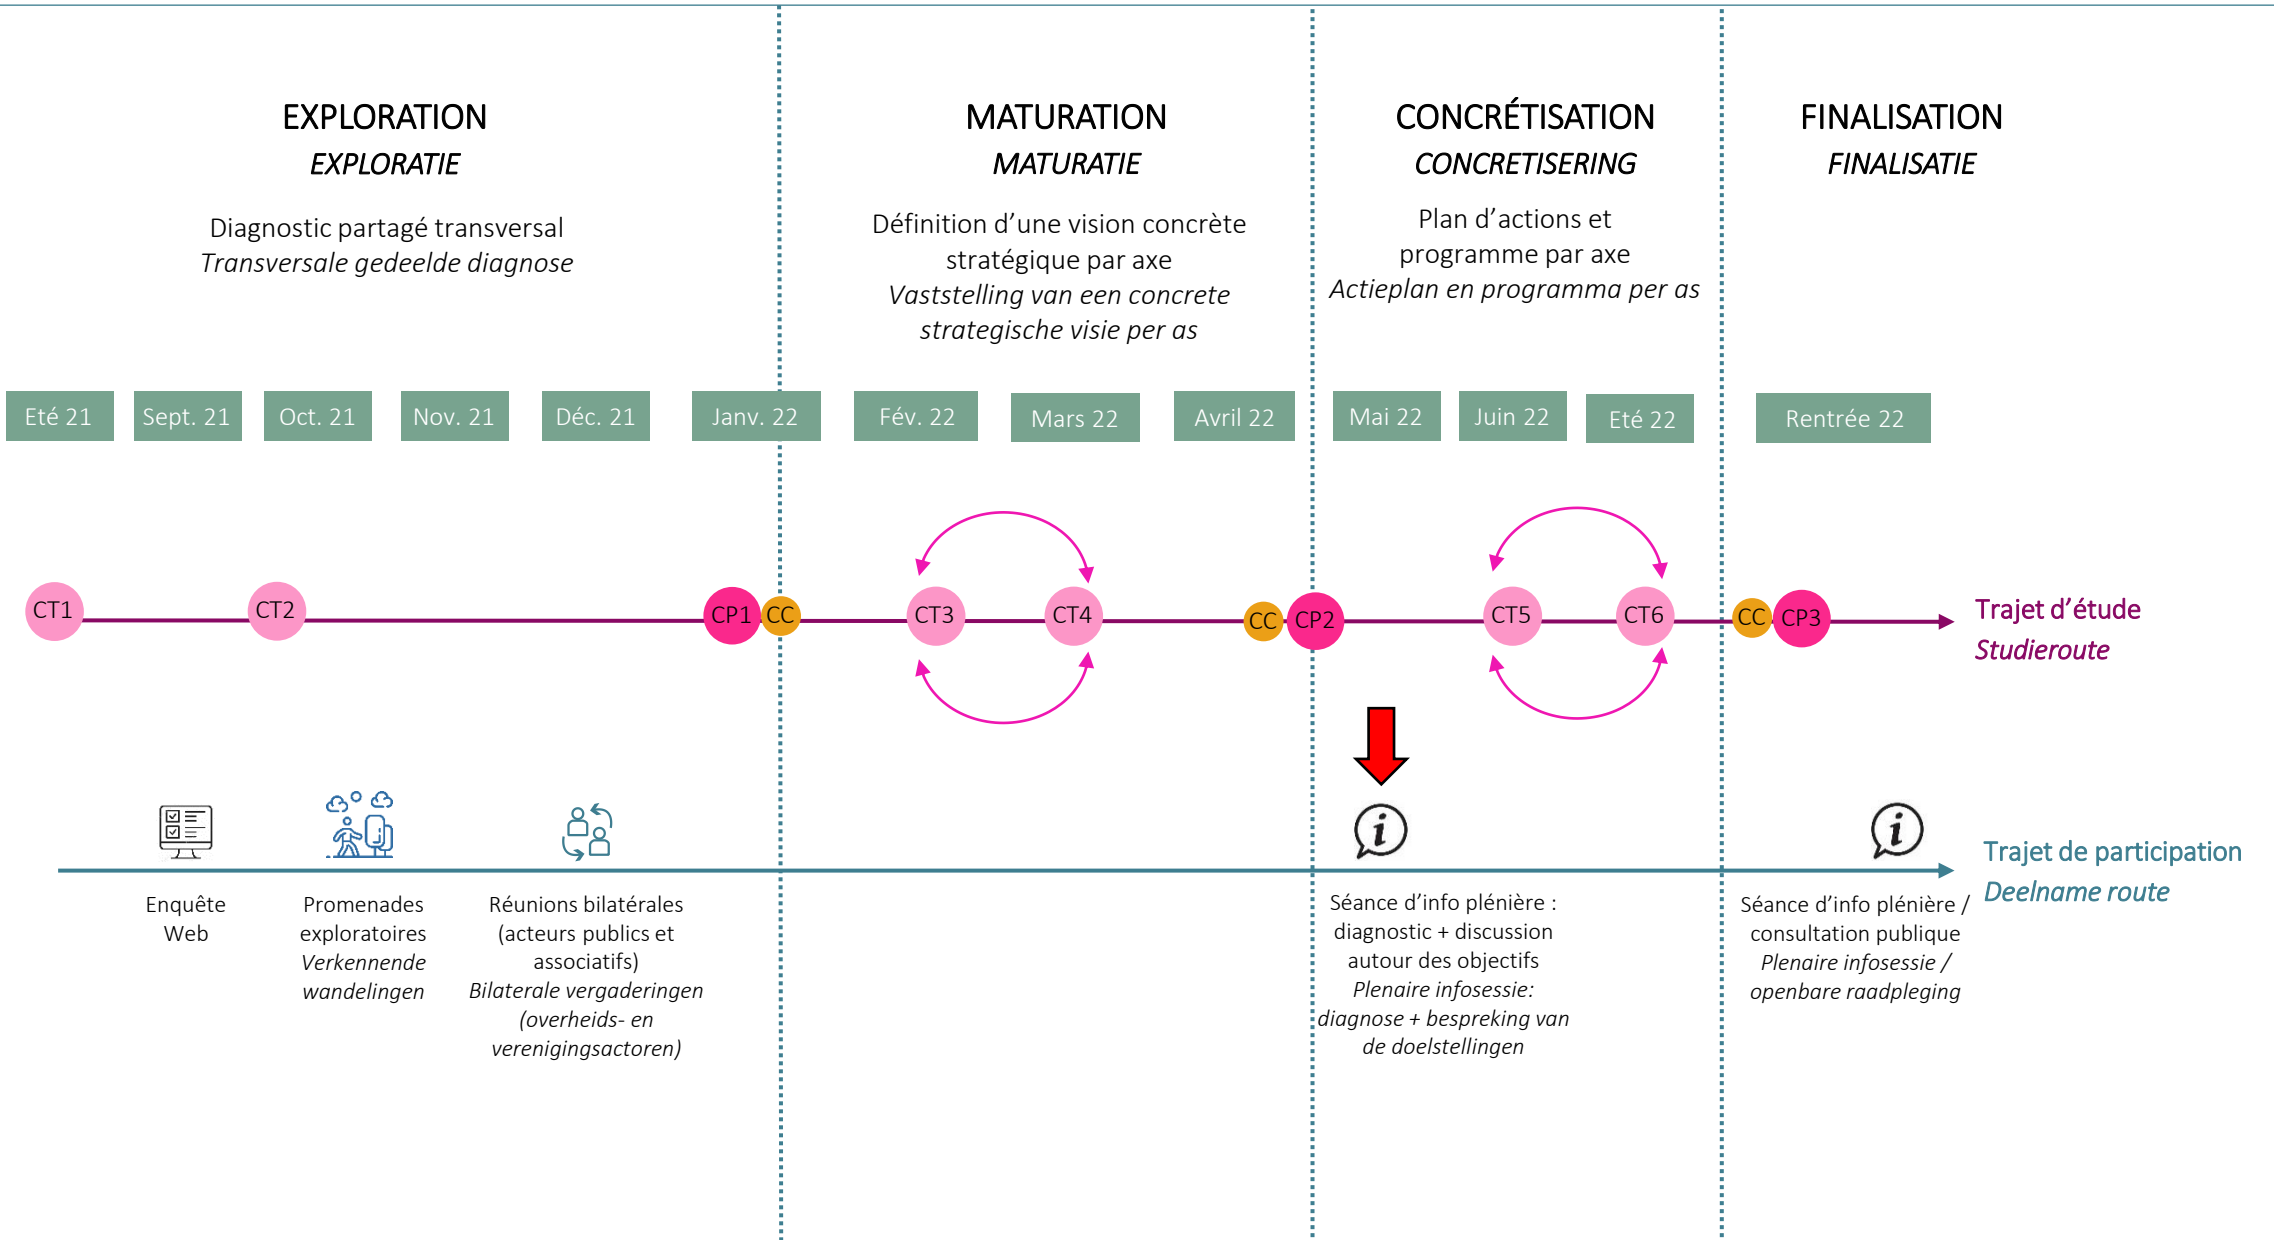 EXPLORATION
EXPLORATIE
Diagnostic partagé transversal
Transversale gedeelde diagnose
MATURATION
MATURATIE
Définition d’une vision concrète
stratégique par axe
Vaststelling van een concrete
strategische visie per as
CONCRÉTISATION
CONCRETISERING
Plan d’actions et
programme par axe
Actieplan en programma per as
FINALISATION
FINALISATIE
Eté 21
Sept. 21
Oct. 21
Nov. 21
Déc. 21
Janv. 22
Fév. 22
Mars 22
Avril 22
Mai 22
Juin 22
Eté 22
Rentrée 22
CT1
CT2
CP1
CC
CT3
CT4
CC
CP2
CT5
CT6
CC
CP3
Trajet d’étude
Studieroute
i
i
Trajet de participation
Deelname route
Enquête
Web
Promenades
exploratoires
Verkennende
wandelingen
Réunions bilatérales
(acteurs publics et
associatifs)
Bilaterale vergaderingen
(overheids- en
verenigingsactoren)
Séance d’info plénière :
diagnostic + discussion
autour des objectifs
Plenaire infosessie:
diagnose + bespreking van
de doelstellingen
Séance d’info plénière /
consultation publique
Plenaire infosessie /
openbare raadpleging